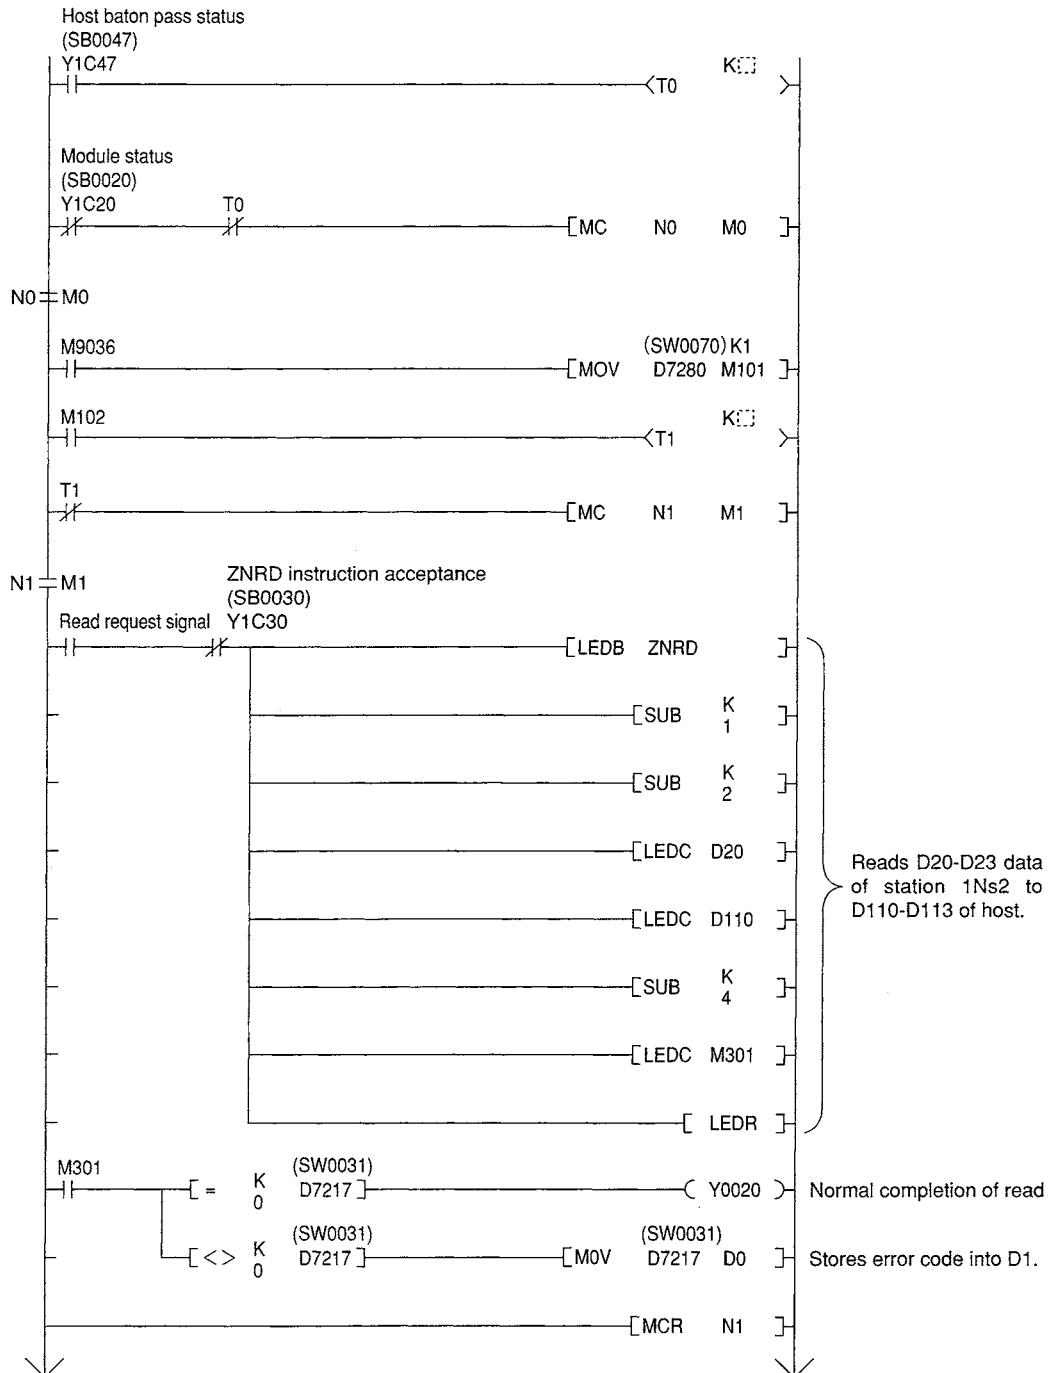 Host baton pass status
(SB0047)
Y1C47
K
T0
Module status
(SB0020)
Y1C20 T0
MC N0 M0
N0 M0
M9036 (SW0070) K1
MOV D7280 M101
M102 K
T1
T1
MC N1 M1
N1 M1
ZNRD instruction acceptance
(SB0030)
Read request signal Y1C30
[LEDB ZNRD ]
[SUB K 1 ]
[SUB K 2 ]
[LEDC D20 ]
[LEDC D110 ]
[SUB K 4 ]
[LEDC M301 ]
[ LEDR ]
Reads D20-D23 data
of station 1Ns2 to
D110-D113 of host.
M301 (SW0031)
[ = K 0 D7217 ] ( Y0020 ) Normal completion of read
(SW0031) (SW0031)
[ < > K 0 D7217 ] [M0V D7217 D0 ] Stores error code into D1.
[MCR N1 ]